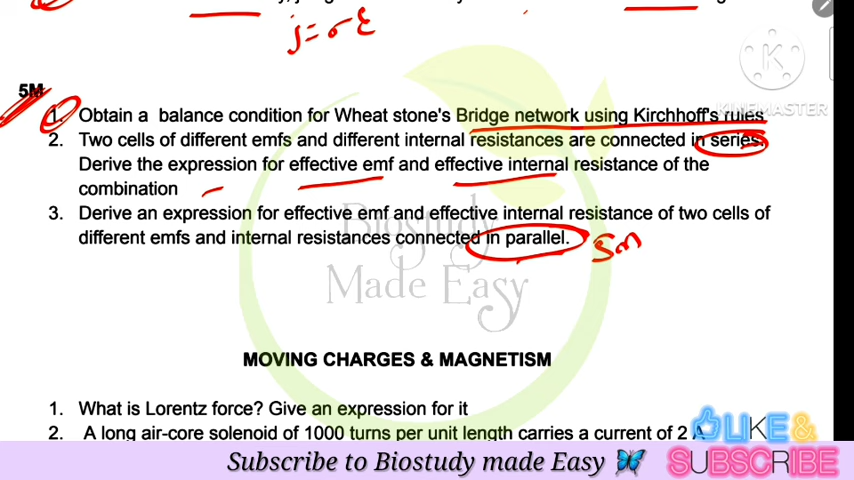 j = σE
5M
1. Obtain a balance condition for Wheat stone's Bridge network using Kirchhoff's rules.
2. Two cells of different emfs and different internal resistances are connected in series.
Derive the expression for effective emf and effective internal resistance of the
combination
3. Derive an expression for effective emf and effective internal resistance of two cells of
different emfs and internal resistances connected in parallel. 5m
Biostudy
Made Easy
MOVING CHARGES & MAGNETISM
1. What is Lorentz force? Give an expression for it
2. A long air-core solenoid of 1000 turns per unit length carries a current of 2 A
K
KINEMASTER
LIKE &
SUBSCRIBE
Subscribe to Biostudy made Easy